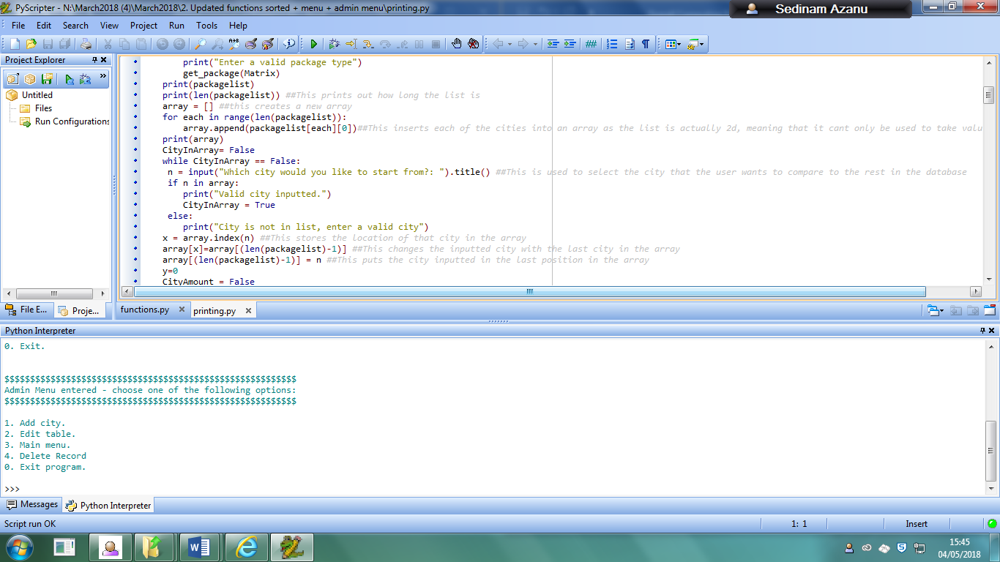 PyScripter - N:\March2018 (4)\March2018\2. Updated functions sorted + menu + admin menu\printing.py
Sedinam Azanu
File Edit Search View Project Run Tools Help
Project Explorer
Untitled
Files
Run Configurations
print("Enter a valid package type")
get_package(Matrix)
print(packagelist)
print(len(packagelist)) ##This prints out how long the list is
array = [] ##this creates a new array
for each in range(len(packagelist)):
array.append(packagelist[each][0])##This inserts each of the cities into an array as the list is actually 2d, meaning that it cant only be used to take valu
print(array)
CityInArray= False
while CityInArray == False:
n = input("Which city would you like to start from?: ").title() ##This is used to select the city that the user wants to compare to the rest in the database
if n in array:
print("Valid city inputted.")
CityInArray = True
else:
print("City is not in list, enter a valid city")
x = array.index(n) ##This stores the location of that city in the array
array[x]=array[(len(packagelist)-1)] ##This changes the inputted city with the last city in the array
array[(len(packagelist)-1)] = n ##This puts the city inputted in the last position in the array
y=0
CityAmount = False
File E... Proje...
functions.py printing.py
Python Interpreter
0. Exit.
$$$$$$$$$$$$$$$$$$$$$$$$$$$$$$$$$$$$$$$$$$$$$$$$$$$$$$$$$
Admin Menu entered - choose one of the following options:
$$$$$$$$$$$$$$$$$$$$$$$$$$$$$$$$$$$$$$$$$$$$$$$$$$$$$$$$$
1. Add city.
2. Edit table.
3. Main menu.
4. Delete Record
0. Exit program.
>>>
Messages Python Interpreter
Script run OK 1: 1 Insert
15:45
04/05/2018